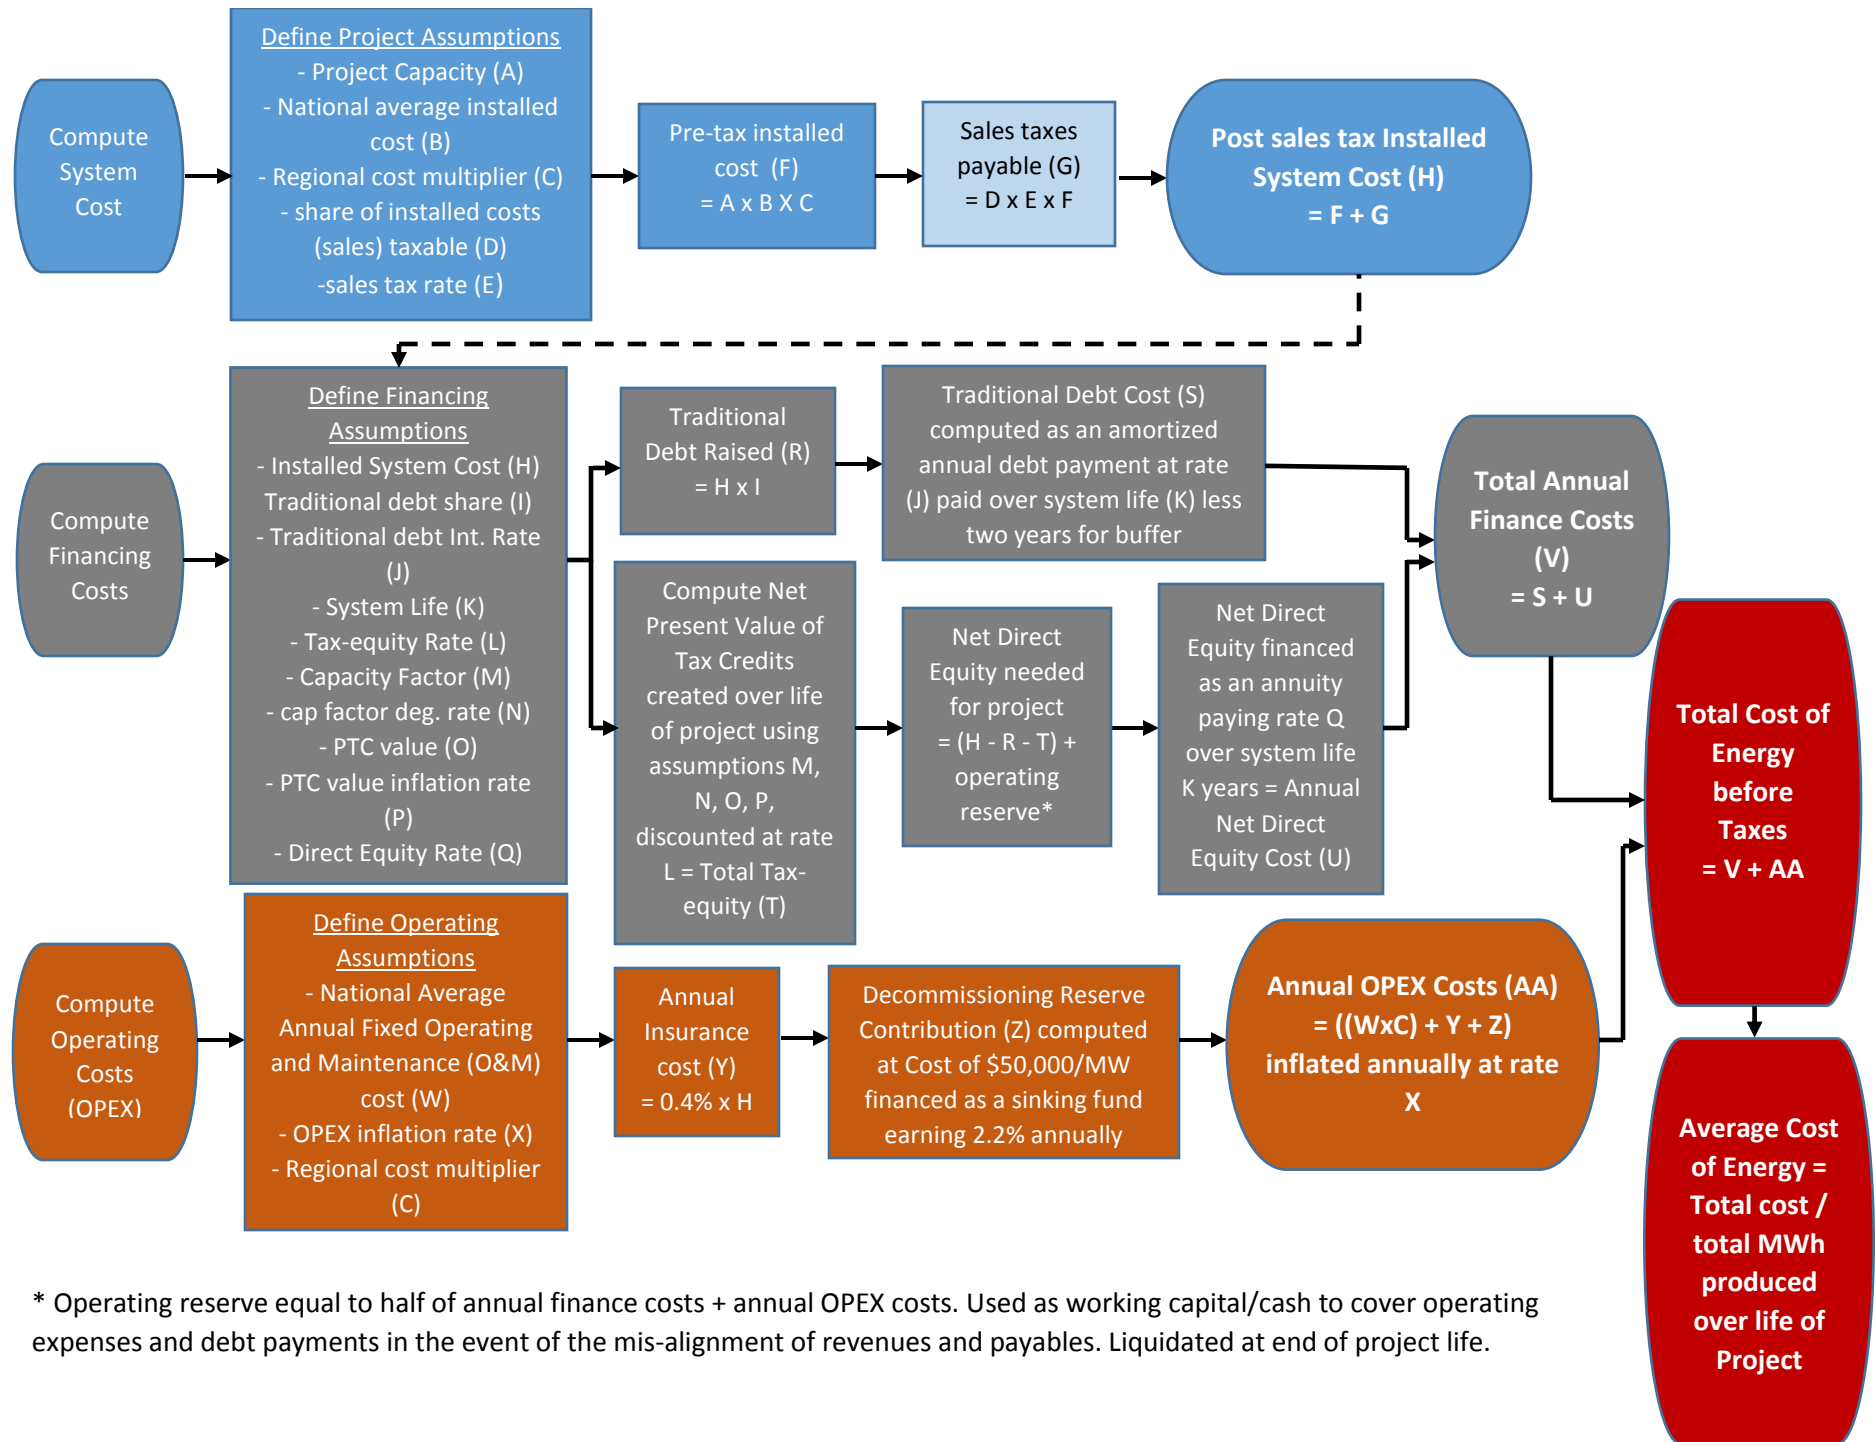 Compute
System
Cost
Define Project Assumptions
- Project Capacity (A)
- National average installed
cost (B)
- Regional cost multiplier (C)
- share of installed costs
(sales) taxable (D)
-sales tax rate (E)
Pre-tax installed
cost (F)
= A x B X C
Sales taxes
payable (G)
= D x E x F
Post sales tax Installed
System Cost (H)
= F + G
Compute
Financing
Costs
Define Financing
Assumptions
- Installed System Cost (H)
Traditional debt share (I)
- Traditional debt Int. Rate
(J)
- System Life (K)
- Tax-equity Rate (L)
- Capacity Factor (M)
- cap factor deg. rate (N)
- PTC value (O)
- PTC value inflation rate
(P)
- Direct Equity Rate (Q)
Traditional
Debt Raised (R)
= H x I
Traditional Debt Cost (S)
computed as an amortized
annual debt payment at rate
(J) paid over system life (K) less
two years for buffer
Compute Net
Present Value of
Tax Credits
created over life
of project using
assumptions M,
N, O, P,
discounted at rate
L = Total Tax-
equity (T)
Net Direct
Equity needed
for project
= (H - R - T) +
operating
reserve*
Net Direct
Equity financed
as an annuity
paying rate Q
over system life
K years = Annual
Net Direct
Equity Cost (U)
Total Annual
Finance Costs
(V)
= S + U
Compute
Operating
Costs
(OPEX)
Define Operating
Assumptions
- National Average
Annual Fixed Operating
and Maintenance (O&M)
cost (W)
- OPEX inflation rate (X)
- Regional cost multiplier
(C)
Annual
Insurance
cost (Y)
= 0.4% x H
Decommissioning Reserve
Contribution (Z) computed
at Cost of $50,000/MW
financed as a sinking fund
earning 2.2% annually
Annual OPEX Costs (AA)
= ((WxC) + Y + Z)
inflated annually at rate
X
Total Cost of
Energy
before
Taxes
= V + AA
Average Cost
of Energy =
Total cost /
total MWh
produced
over life of
Project
* Operating reserve equal to half of annual finance costs + annual OPEX costs. Used as working capital/cash to cover operating
expenses and debt payments in the event of the mis-alignment of revenues and payables. Liquidated at end of project life.